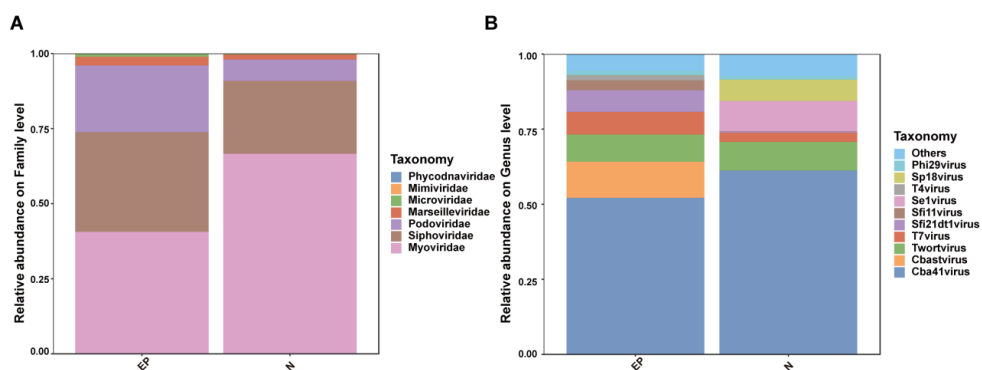 A
Relative abundance on Family level
1.00
0.75
0.50
0.25
0.00
EP
N
Taxonomy
Phycodnaviridae
Mimiviridae
Microviridae
Marseilleviridae
Podoviridae
Siphoviridae
Myoviridae
B
Relative abundance on Genus level
1.00
0.75
0.50
0.25
0.00
EP
N
Taxonomy
Others
Phi29virus
Sp18virus
T4virus
Se1virus
Sfi11virus
Sfi21dt1virus
T7virus
Twortvirus
Cbastvirus
Cba41virus